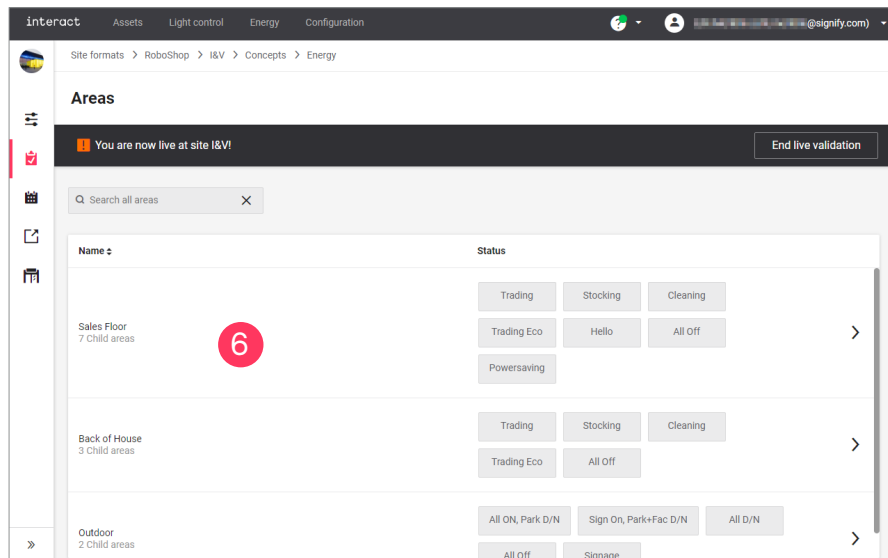 interact Assets Light control Energy Configuration ? @signify.com)
Site formats > RoboShop > I&V > Concepts > Energy
Areas
! You are now live at site I&V! End live validation
Search all areas
Name Status
Trading Stocking Cleaning
Sales Floor
7 Child areas
6
Trading Eco Hello All Off
Powersaving
Trading Stocking Cleaning
Back of House
3 Child areas
Trading Eco All Off
All ON, Park D/N Sign On, Park+Fac D/N All D/N
Outdoor
2 Child areas
All Off Signage